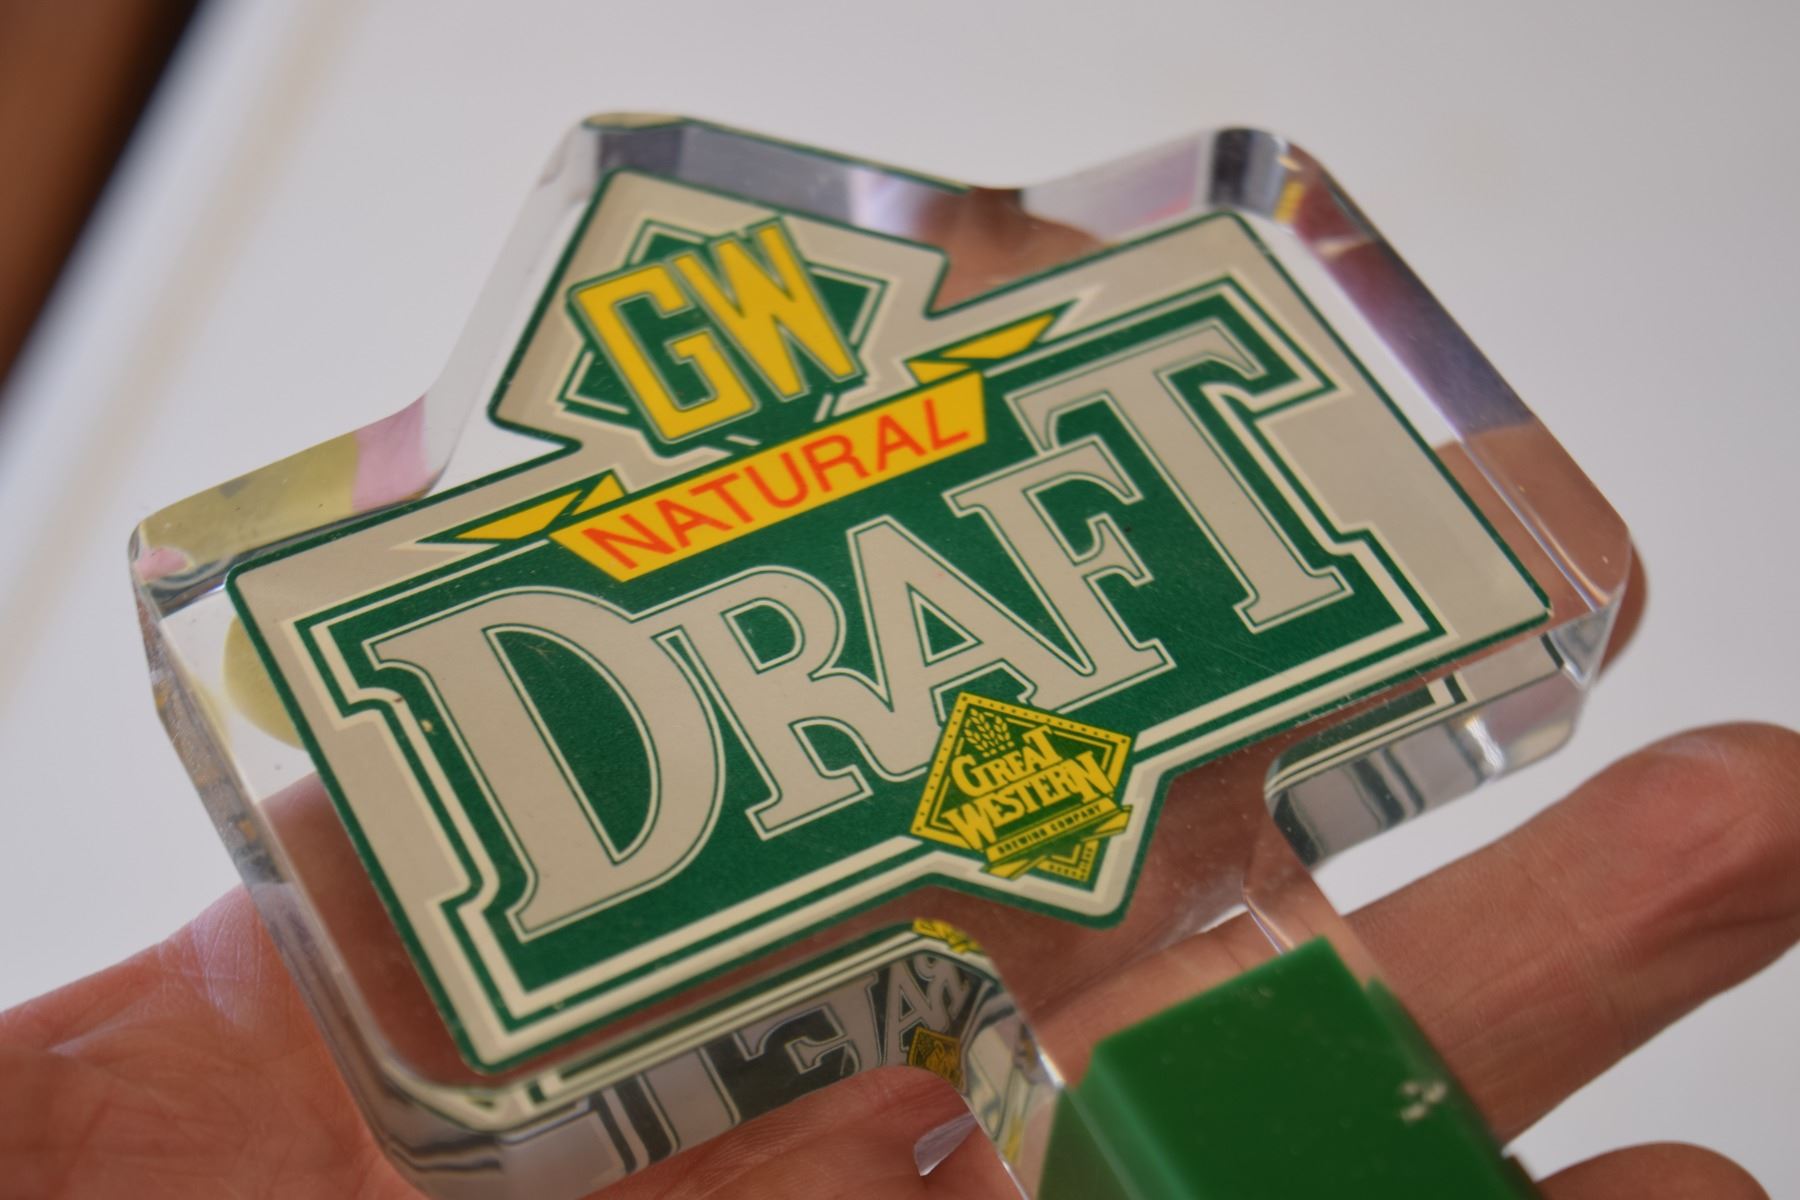 GW
NATURAL
DRAFT
GREAT
WESTERN
BREWING COMPANY